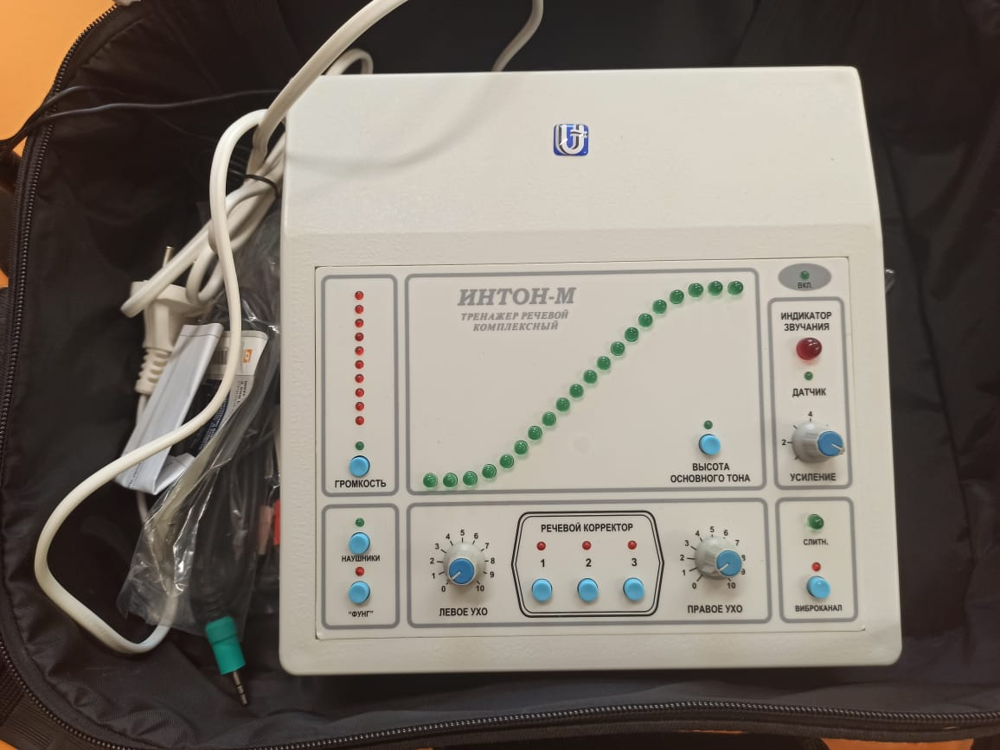 ИНТОН-М
ТРЕНАЖЕР РЕЧЕВОЙ
КОМПЛЕКСНЫЙ
ГРОМКОСТЬ
ВЫСОТА
ОСНОВНОГО ТОНА
ВКЛ.
ИНДИКАТОР
ЗВУЧАНИЯ
ДАТЧИК
2
4
УСИЛЕНИЕ
НАУШНИКИ
"ФУНГ"
0 1 2 3 4 5 6 7 8 9 10
ЛЕВОЕ УХО
РЕЧЕВОЙ КОРРЕКТОР
1 2 3
0 1 2 3 4 5 6 7 8 9 10
ПРАВОЕ УХО
СЛИТН.
ВИБРОКАНАЛ